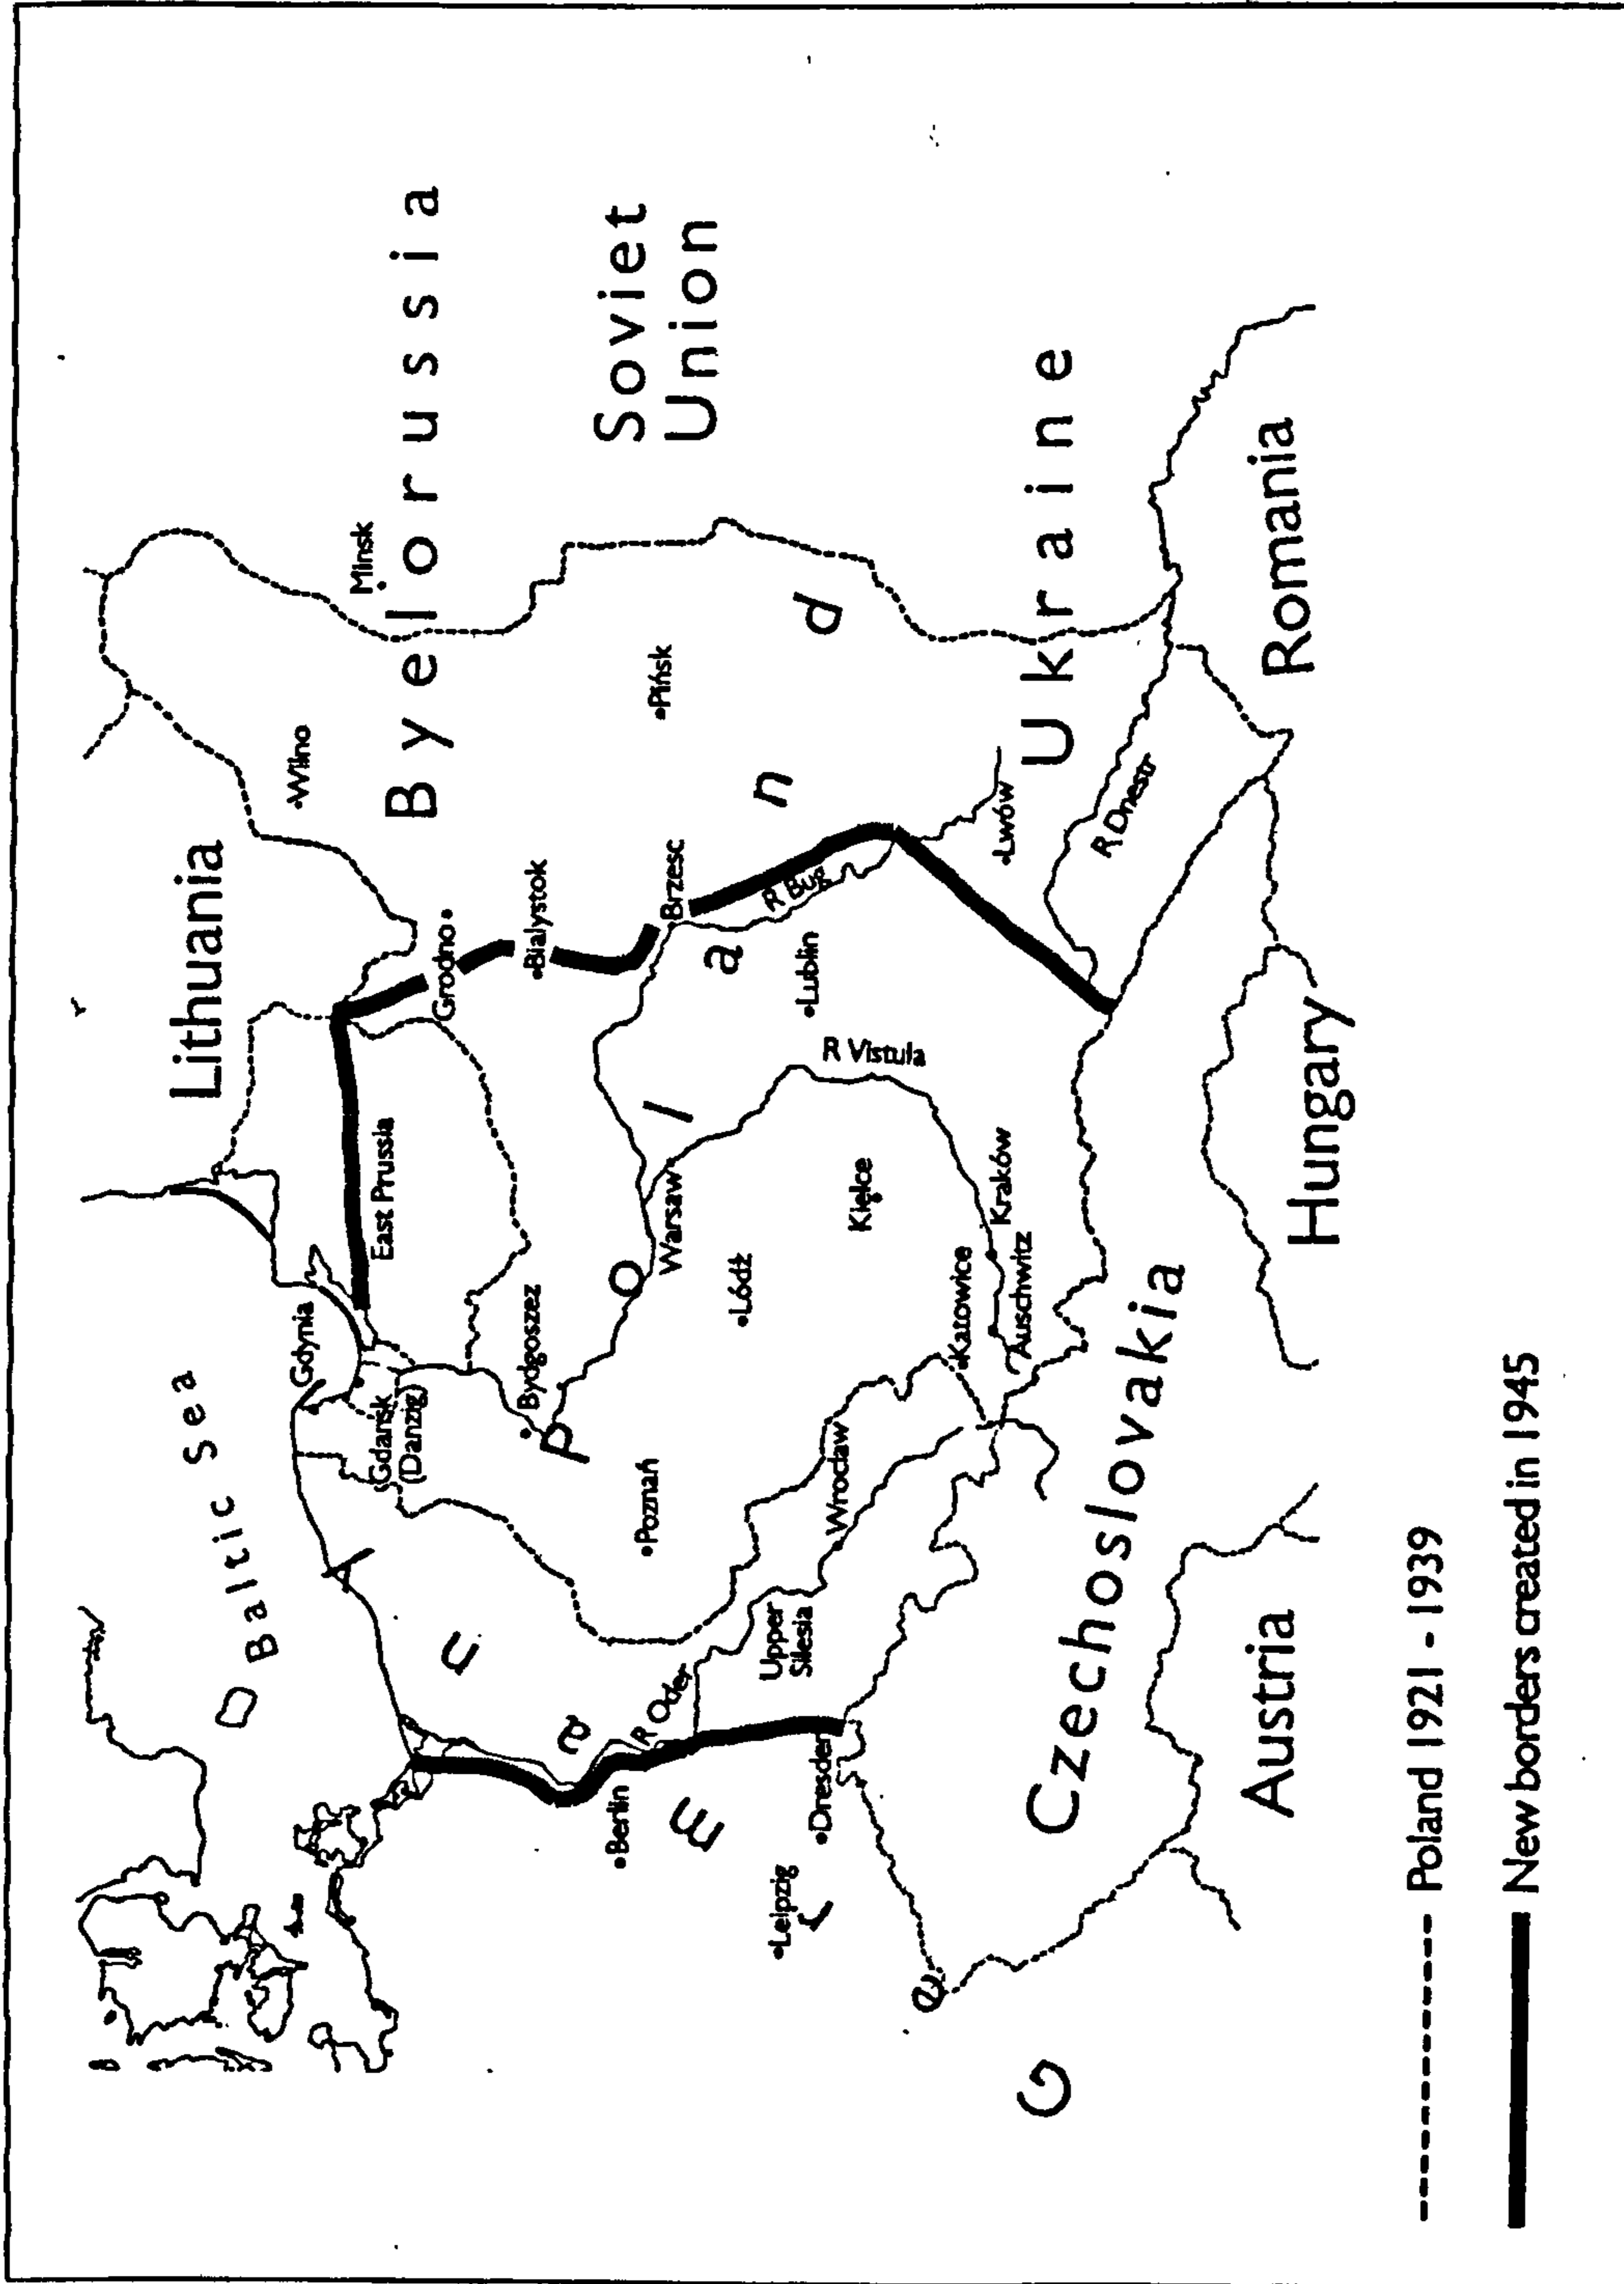 Baltic Sea
Lithuania
Byelorussia
Soviet
Union
Ukraine
Romania
Hungary
Czechoslovakia
Austria
Germany
Poland
Minsk
Wilno
Grodno
East Prussia
Gdynia
Gdańsk
(Danzig)
Bialystok
Bydgoszez
Pińsk
Brzesc
R Bug
Warsaw
Poznań
Berlin
R Oder
Łódź
Lublin
R Vistula
Upper
Silesia
Wrocław
Kielce
Dresden
Leipzig
Katowice
Kraków
Auschwitz
Lwów
R Dnestr
Poland 1921 - 1939
New borders created in 1945